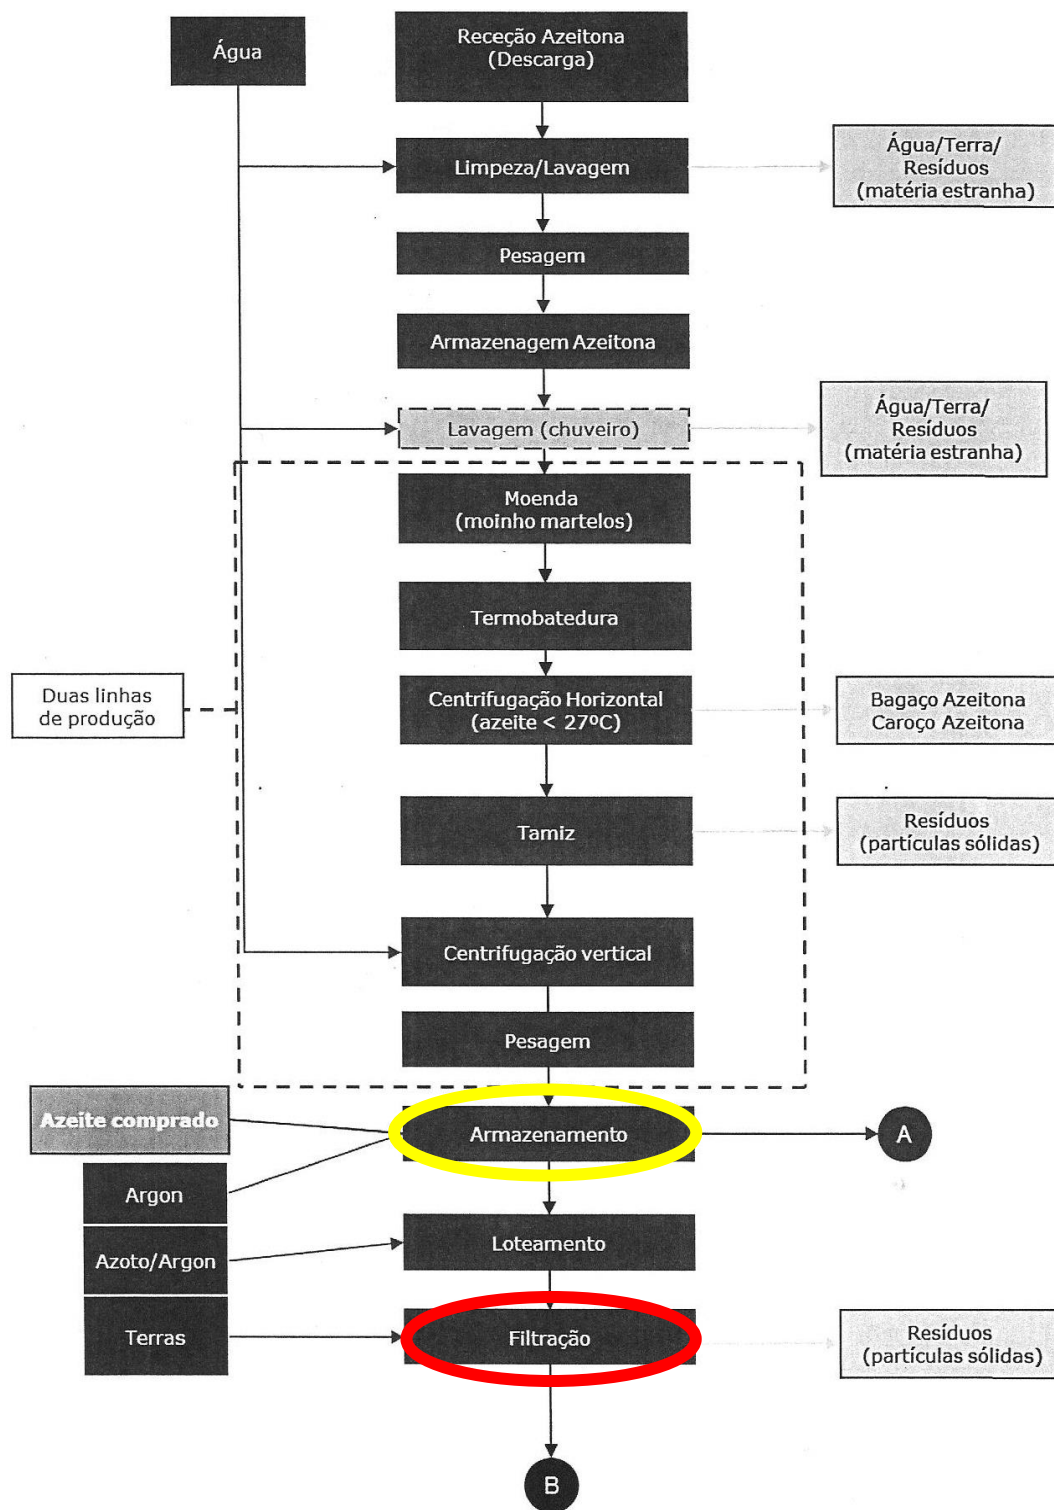 Água
Receção Azeitona
(Descarga)
Limpeza/Lavagem
Água/Terra/
Resíduos
(matéria estranha)
Pesagem
Armazenagem Azeitona
Lavagem (chuveiro)
Água/Terra/
Resíduos
(matéria estranha)
Moenda
(moinho martelos)
Termobatedura
Duas linhas
de produção
Centrifugação Horizontal
(azeite < 27ºC)
Bagaço Azeitona
Caroço Azeitona
Tamiz
Resíduos
(partículas sólidas)
Centrifugação vertical
Pesagem
Azeite comprado
Armazenamento
A
Argon
Azoto/Argon
Loteamento
Terras
Filtração
Resíduos
(partículas sólidas)
B